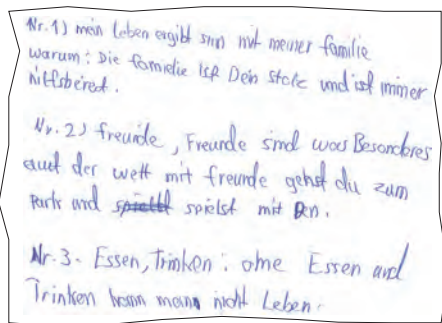 Nr. 1) mein Leben ergibt sinn mit meiner familie
warum: Die familie ist Dein Stolz und ist immer
hilfsbereit.
Nr. 2) freunde, Freunde sind was Besonderes
auf der welt mit freunde gehst du zum
Park und spielst mit Den.
Nr. 3. Essen, Trinken: ohne Essen und
Trinken kann mann nicht Leben.